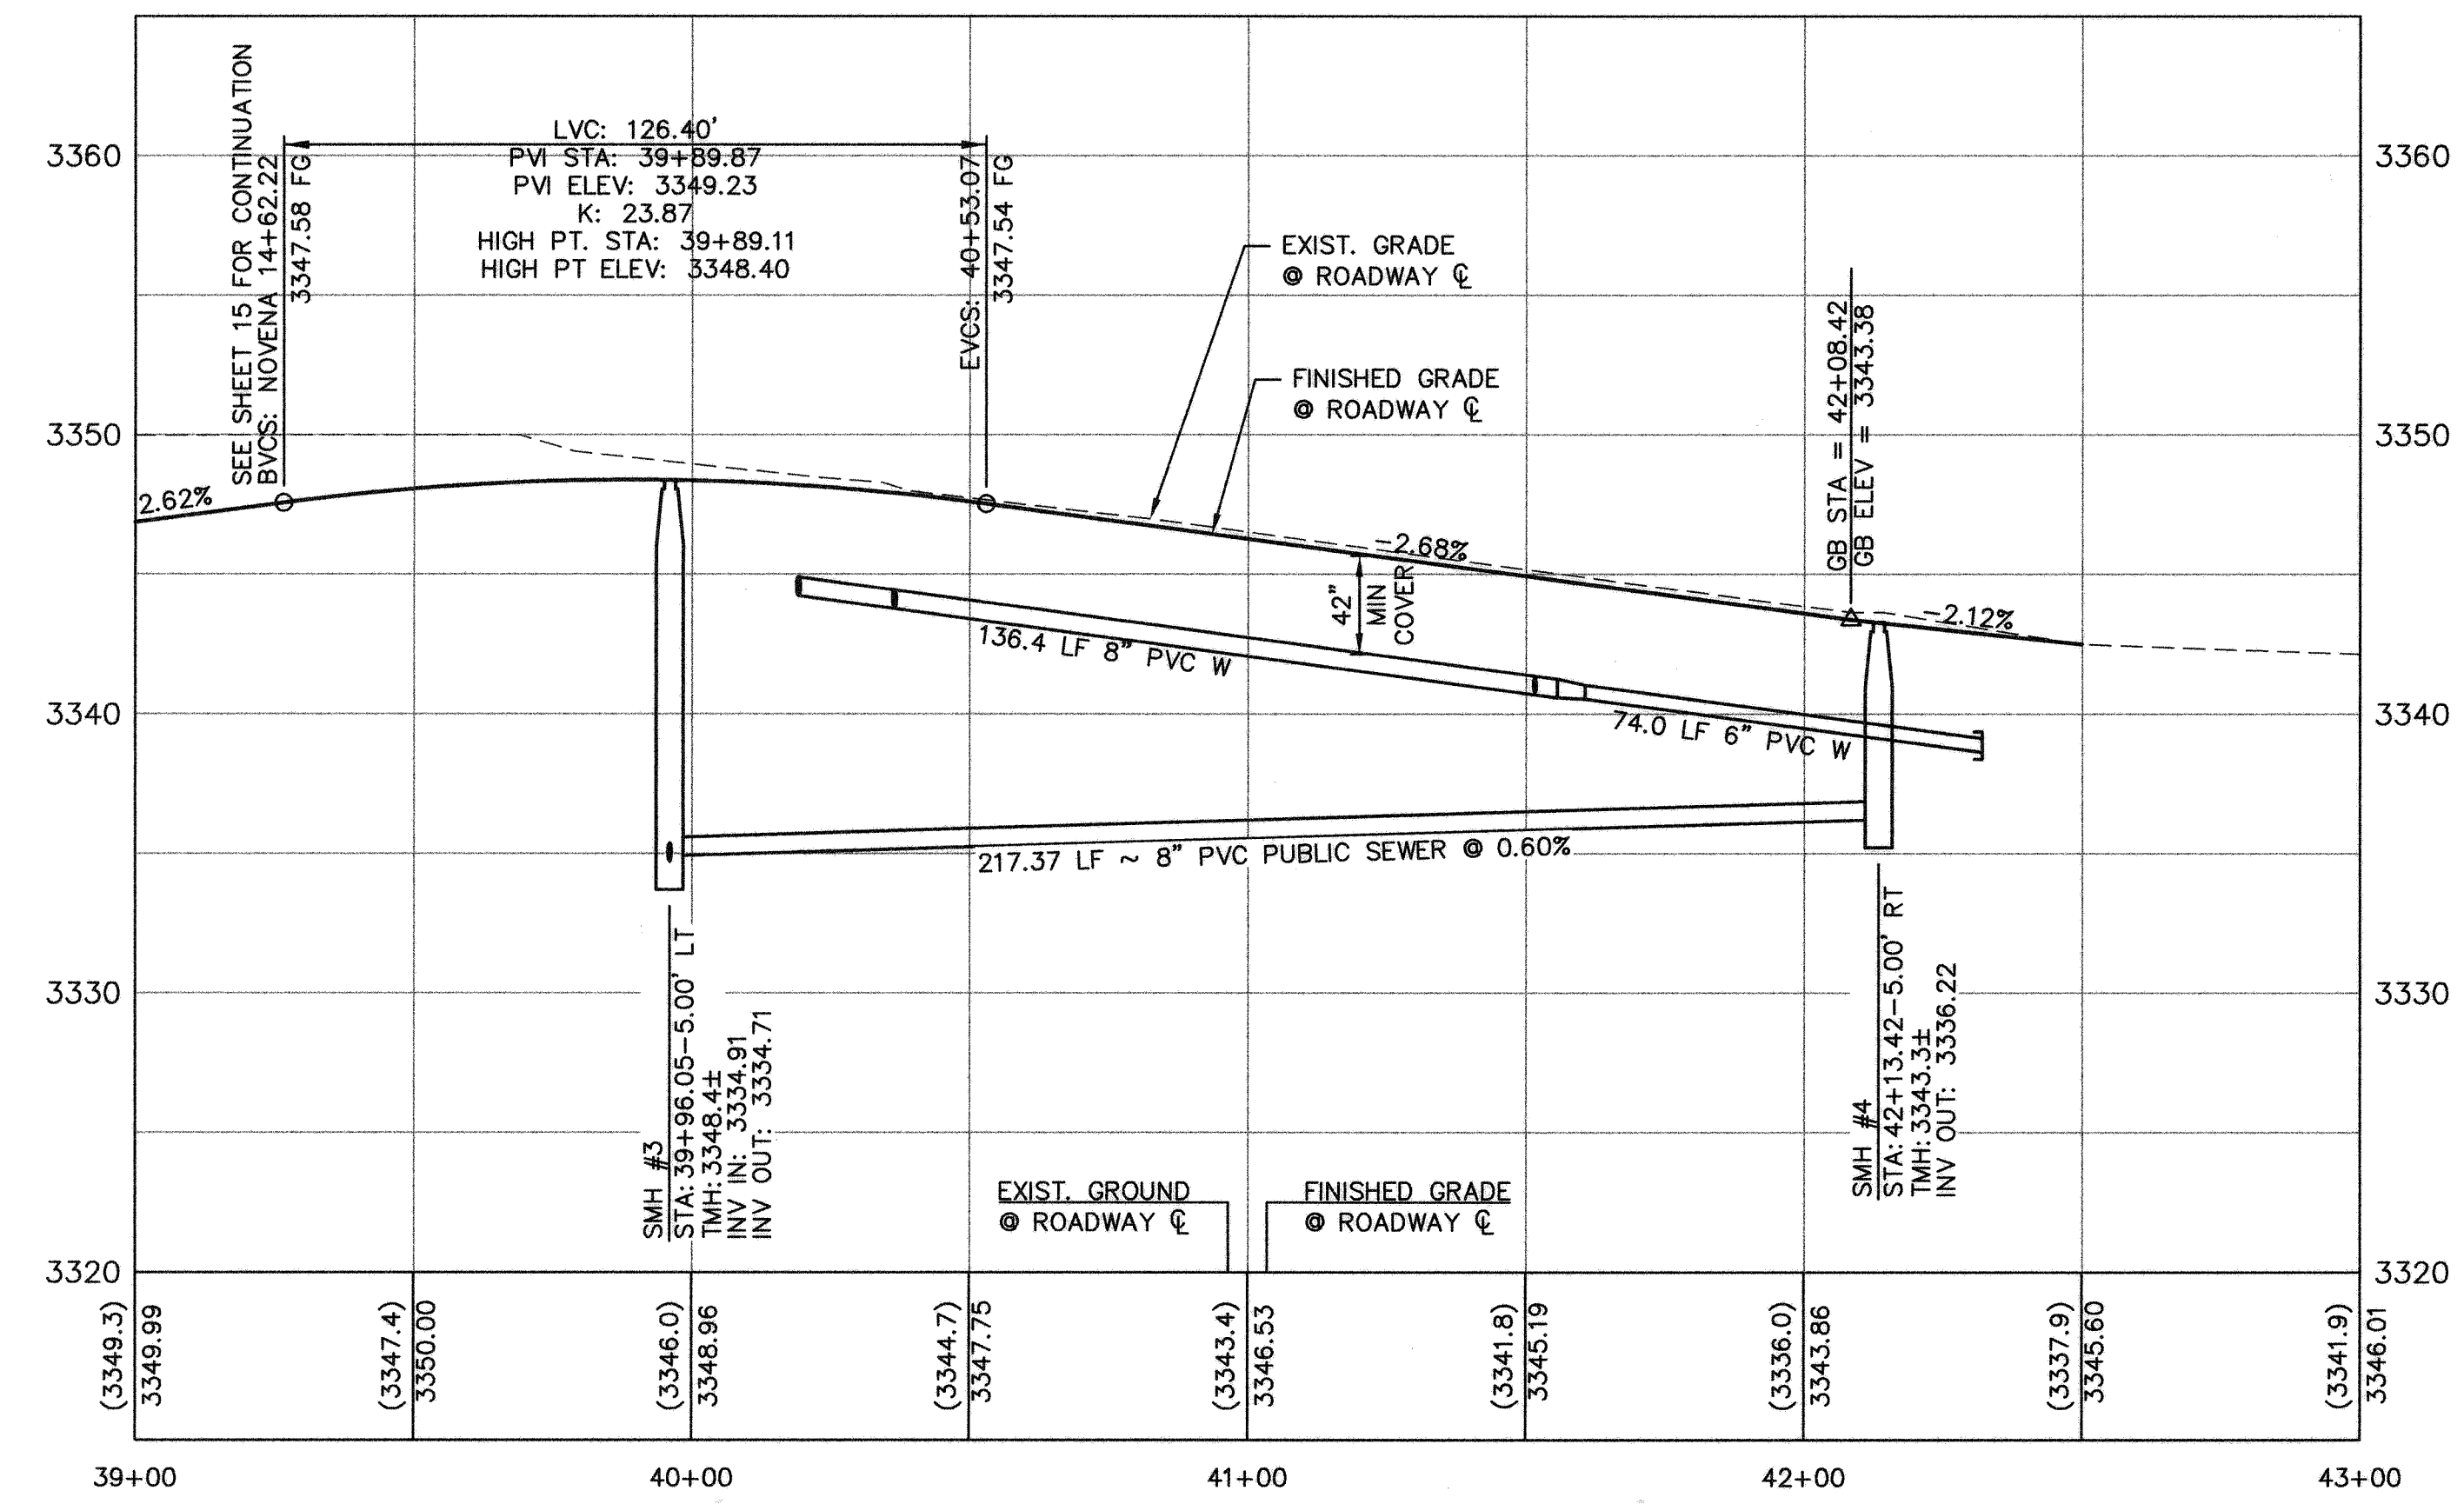 SEE SHEET 15 FOR CONTINUATION
BVCS: NOVENA 14+62.22
3347.58 FG
LVC: 126.40'
PVI STA: 39+89.87
PVI ELEV: 3349.23
K: 23.87
HIGH PT. STA: 39+89.11
HIGH PT ELEV: 3348.40
EVCS: 40+53.07
3347.54 FG
EXIST. GRADE
@ ROADWAY ℄
FINISHED GRADE
@ ROADWAY ℄
GB STA = 42+08.42
GB ELEV = 3343.38
3360
3360
3350
3350
2.62%
-2.68%
-2.12%
42"
MIN
COVER
136.4 LF 8" PVC W
74.0 LF 6" PVC W
3340
3340
217.37 LF ~ 8" PVC PUBLIC SEWER @ 0.60%
3330
3330
SMH #3
STA: 39+96.05-5.00' LT
TMH: 3348.4±
INV IN: 3334.91
INV OUT: 3334.71
SMH #4
STA: 42+13.42-5.00' RT
TMH: 3343.3±
INV OUT: 3336.22
EXIST. GROUND
@ ROADWAY ℄
FINISHED GRADE
@ ROADWAY ℄
3320
3320
(3349.3)
3349.99
(3347.4)
3350.00
(3346.0)
3348.96
(3344.7)
3347.75
(3343.4)
3346.53
(3341.8)
3345.19
(3336.0)
3343.86
(3337.9)
3345.60
(3341.9)
3346.01
39+00
40+00
41+00
42+00
43+00